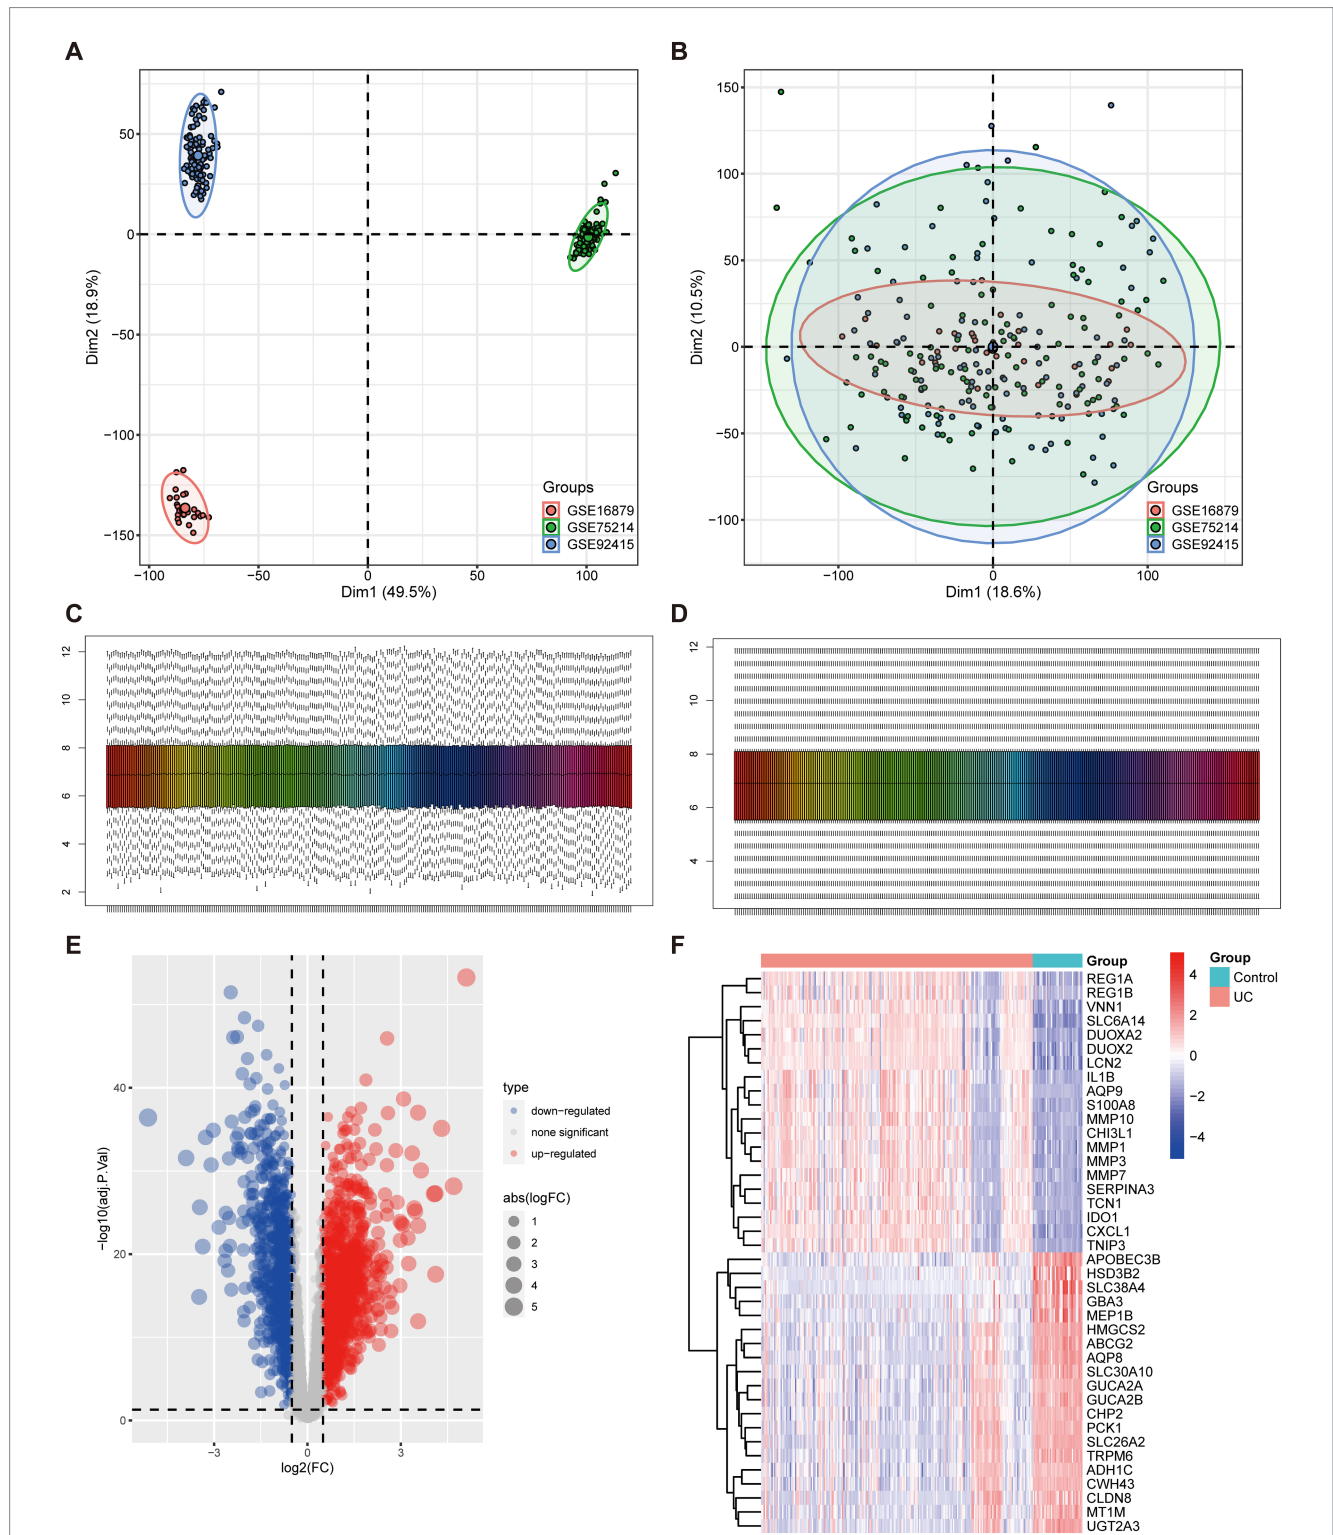 A
50
0
−50
−100
−150
Dim2 (18.9%)
−100
−50
0
50
100
Dim1 (49.5%)
Groups
GSE16879
GSE75214
GSE92415
B
150
100
50
0
−50
−100
Dim2 (10.5%)
−100
0
100
Dim1 (18.6%)
Groups
GSE16879
GSE75214
GSE92415
C
12
10
8
6
4
2
D
12
10
8
6
4
E
40
20
0
−log10(adj.P.Val)
−3
0
3
log2(FC)
type
down−regulated
none significant
up−regulated
abs(logFC)
1
2
3
4
5
F
Group
REG1A
REG1B
VNN1
SLC6A14
DUOXA2
DUOX2
LCN2
IL1B
AQP9
S100A8
MMP10
CHI3L1
MMP1
MMP3
MMP7
SERPINA3
TCN1
IDO1
CXCL1
TNIP3
APOBEC3B
HSD3B2
SLC38A4
GBA3
MEP1B
HMGCS2
ABCG2
AQP8
SLC30A10
GUCA2A
GUCA2B
CHP2
PCK1
SLC26A2
TRPM6
ADH1C
CWH43
CLDN8
MT1M
UGT2A3
4
2
0
−2
−4
Group
Control
UC